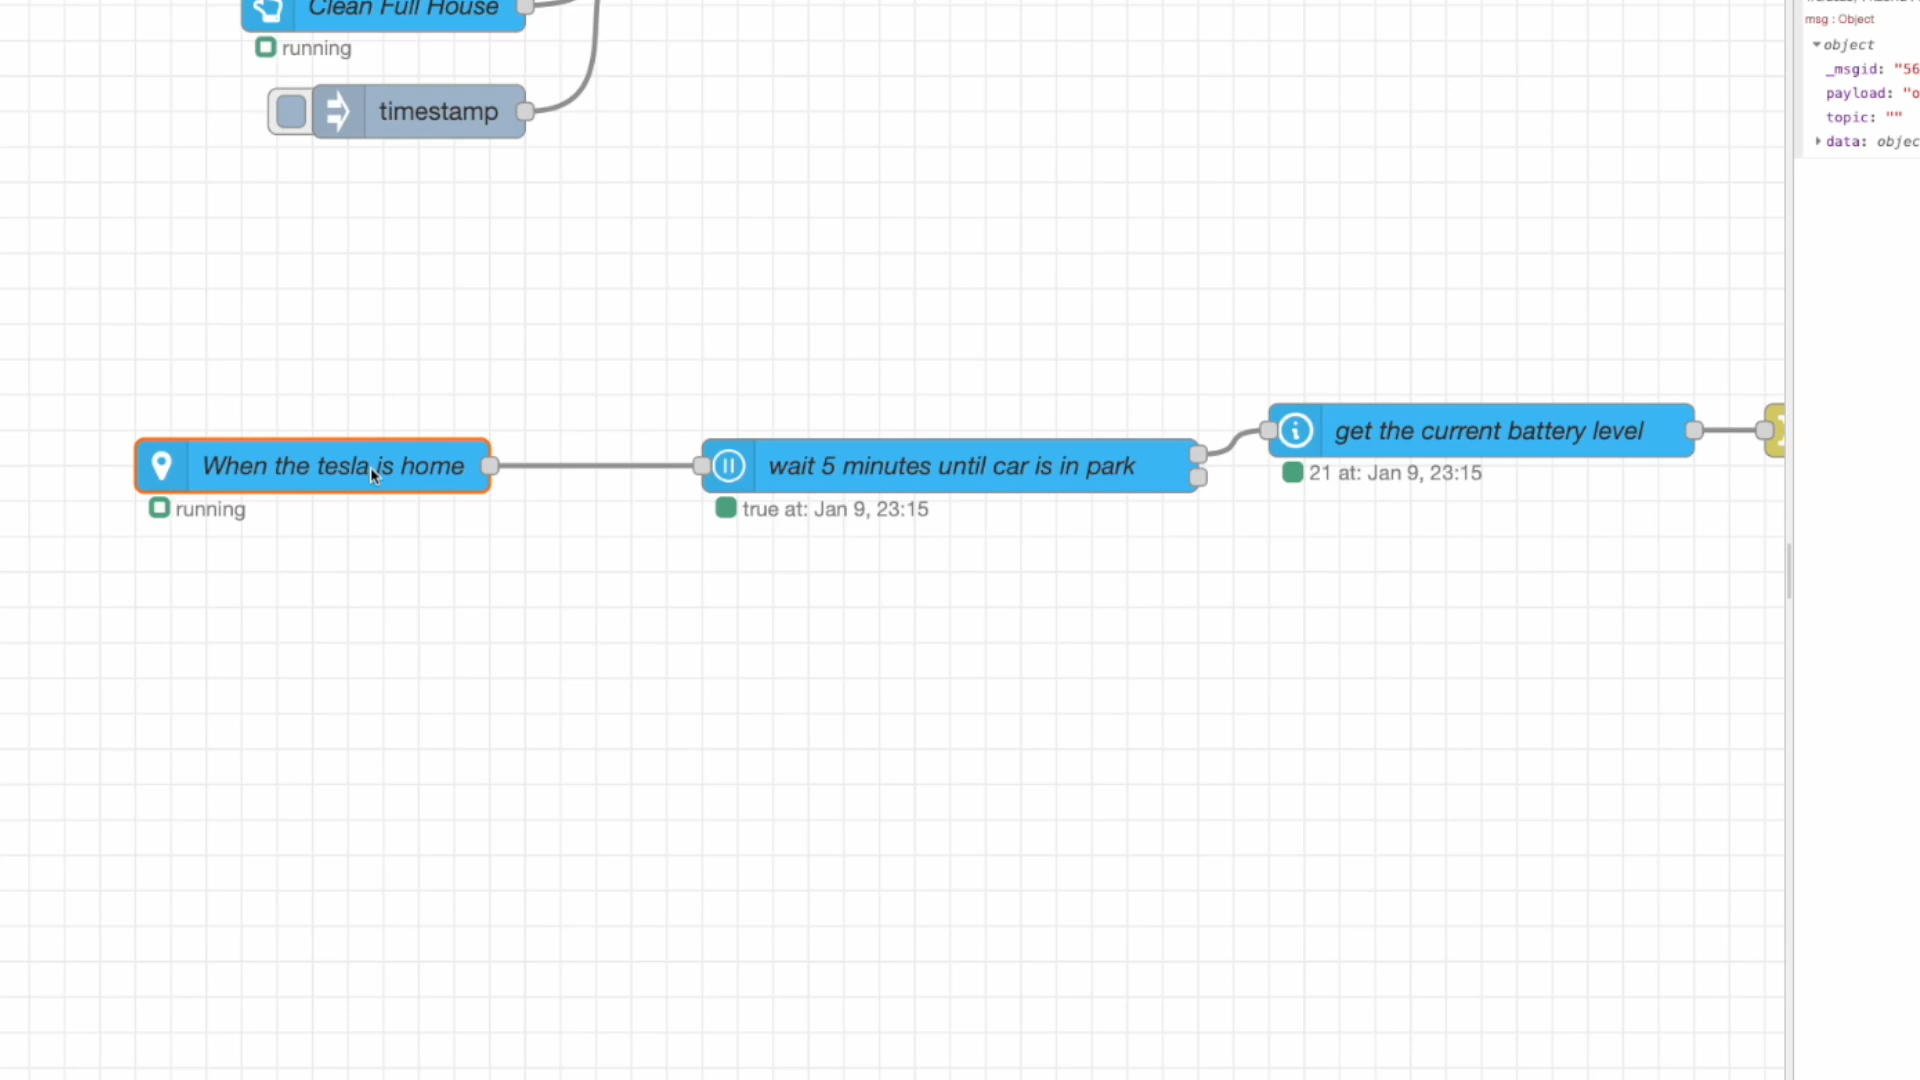 Clean Full House
running
timestamp
When the tesla is home
running
wait 5 minutes until car is in park
true at: Jan 9, 23:15
get the current battery level
21 at: Jan 9, 23:15
msg : Object
object
_msgid: "56
payload: "o
topic: ""
data: objec